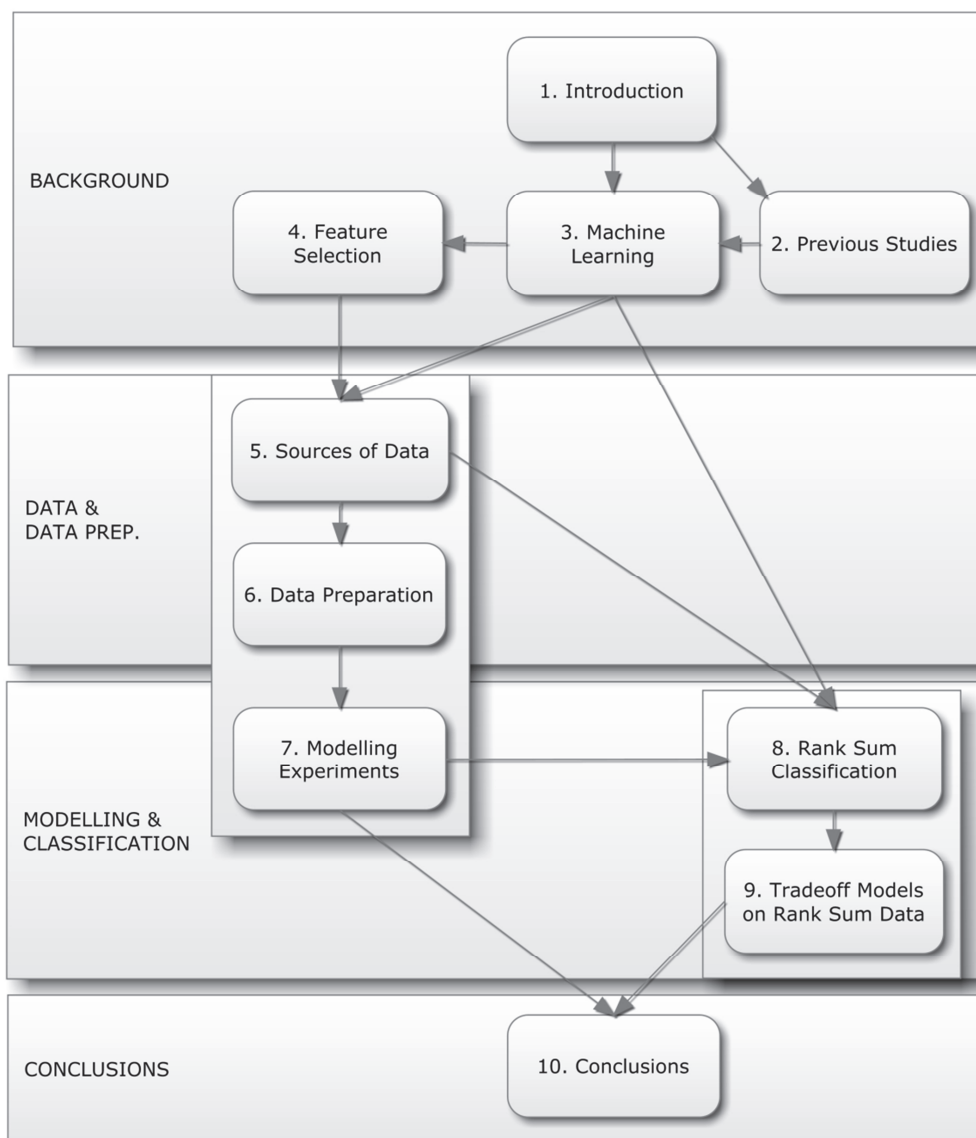 1. Introduction
BACKGROUND
4. Feature
Selection
3. Machine
Learning
2. Previous Studies
5. Sources of Data
DATA &
DATA PREP.
6. Data Preparation
7. Modelling
Experiments
8. Rank Sum
Classification
MODELLING &
CLASSIFICATION
9. Tradeoff Models
on Rank Sum Data
CONCLUSIONS
10. Conclusions